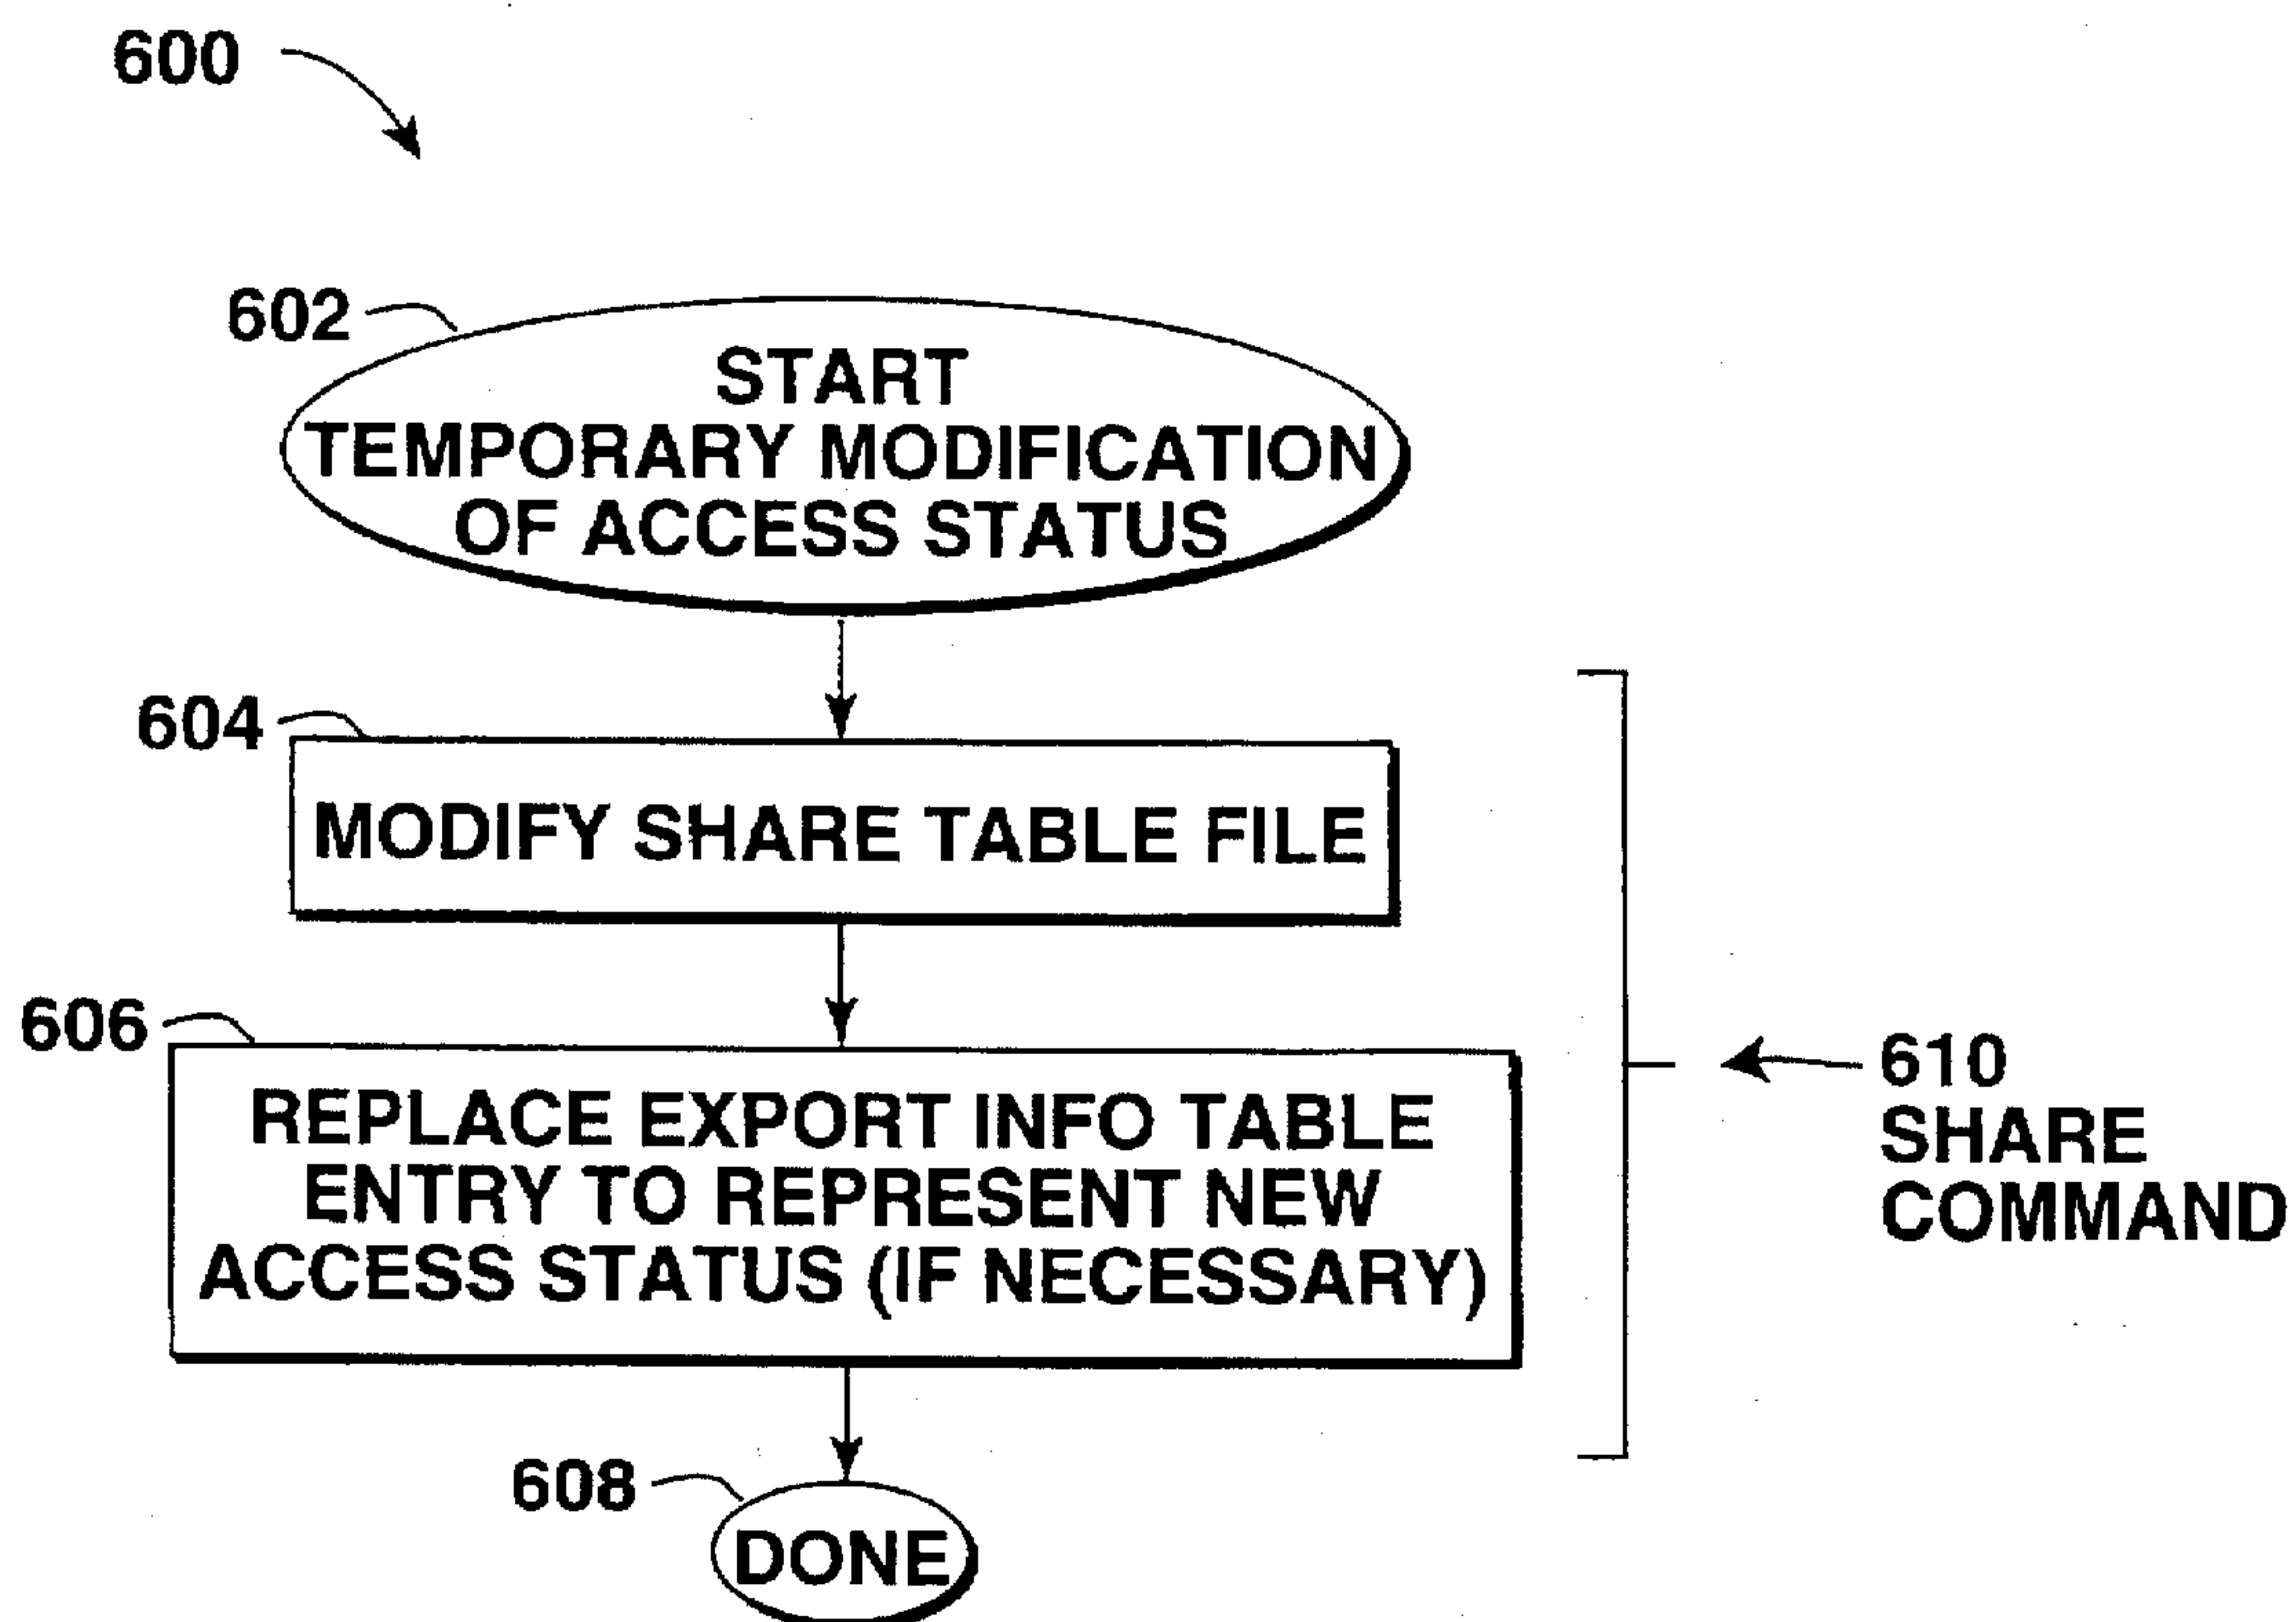 600
602
START
TEMPORARY MODIFICATION
OF ACCESS STATUS
604
MODIFY SHARE TABLE FILE
606
REPLACE EXPORT INFO TABLE
ENTRY TO REPRESENT NEW
ACCESS STATUS (IF NECESSARY)
610
SHARE
COMMAND
608
DONE